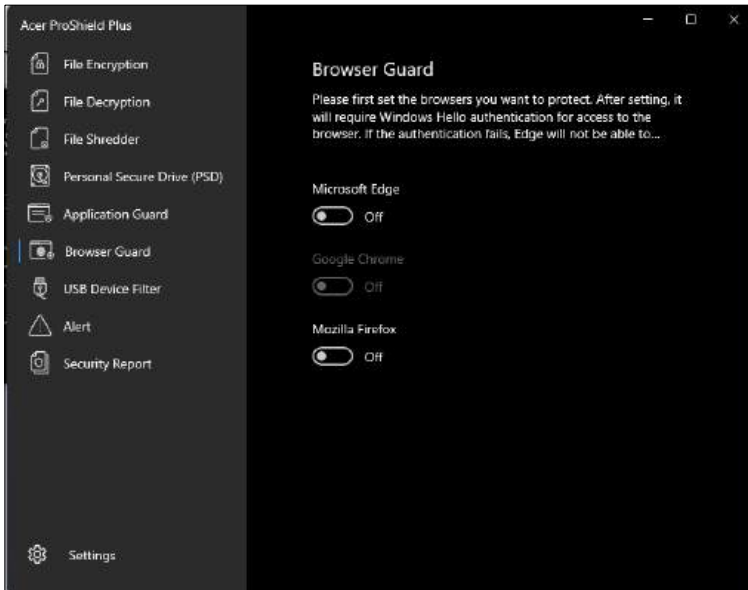 Acer ProShield Plus
File Encryption
File Decryption
File Shredder
Personal Secure Drive (PSD)
Application Guard
Browser Guard
USB Device Filter
Alert
Security Report
Settings
Browser Guard
Please first set the browsers you want to protect. After setting, it
will require Windows Hello authentication for access to the
browser. If the authentication fails, Edge will not be able to...
Microsoft Edge
Off
Google Chrome
Off
Mozilla Firefox
Off